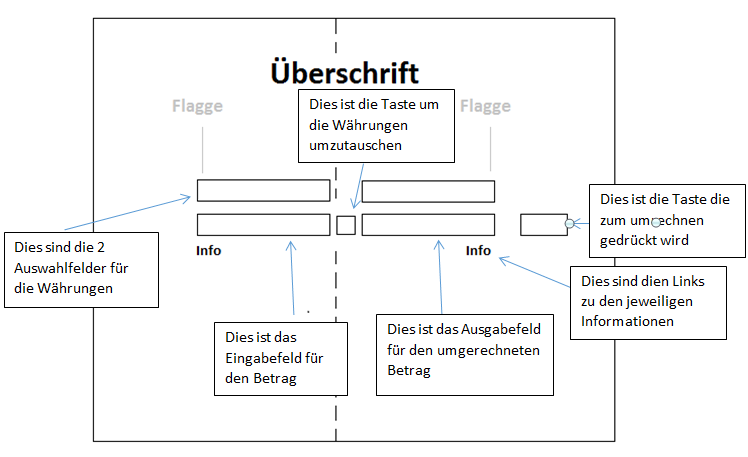 Überschrift
Flagge
Flagge
Dies ist die Taste um
die Währungen
umzutauschen
Dies ist die Taste die
zum umrechnen
gedrückt wird
Info
Info
Dies sind die 2
Auswahlfelder für
die Währungen
Dies sind dien Links
zu den jeweiligen
Informationen
Dies ist das
Eingabefeld für
den Betrag
Dies ist das Ausgabefeld
für den umgerechneten
Betrag